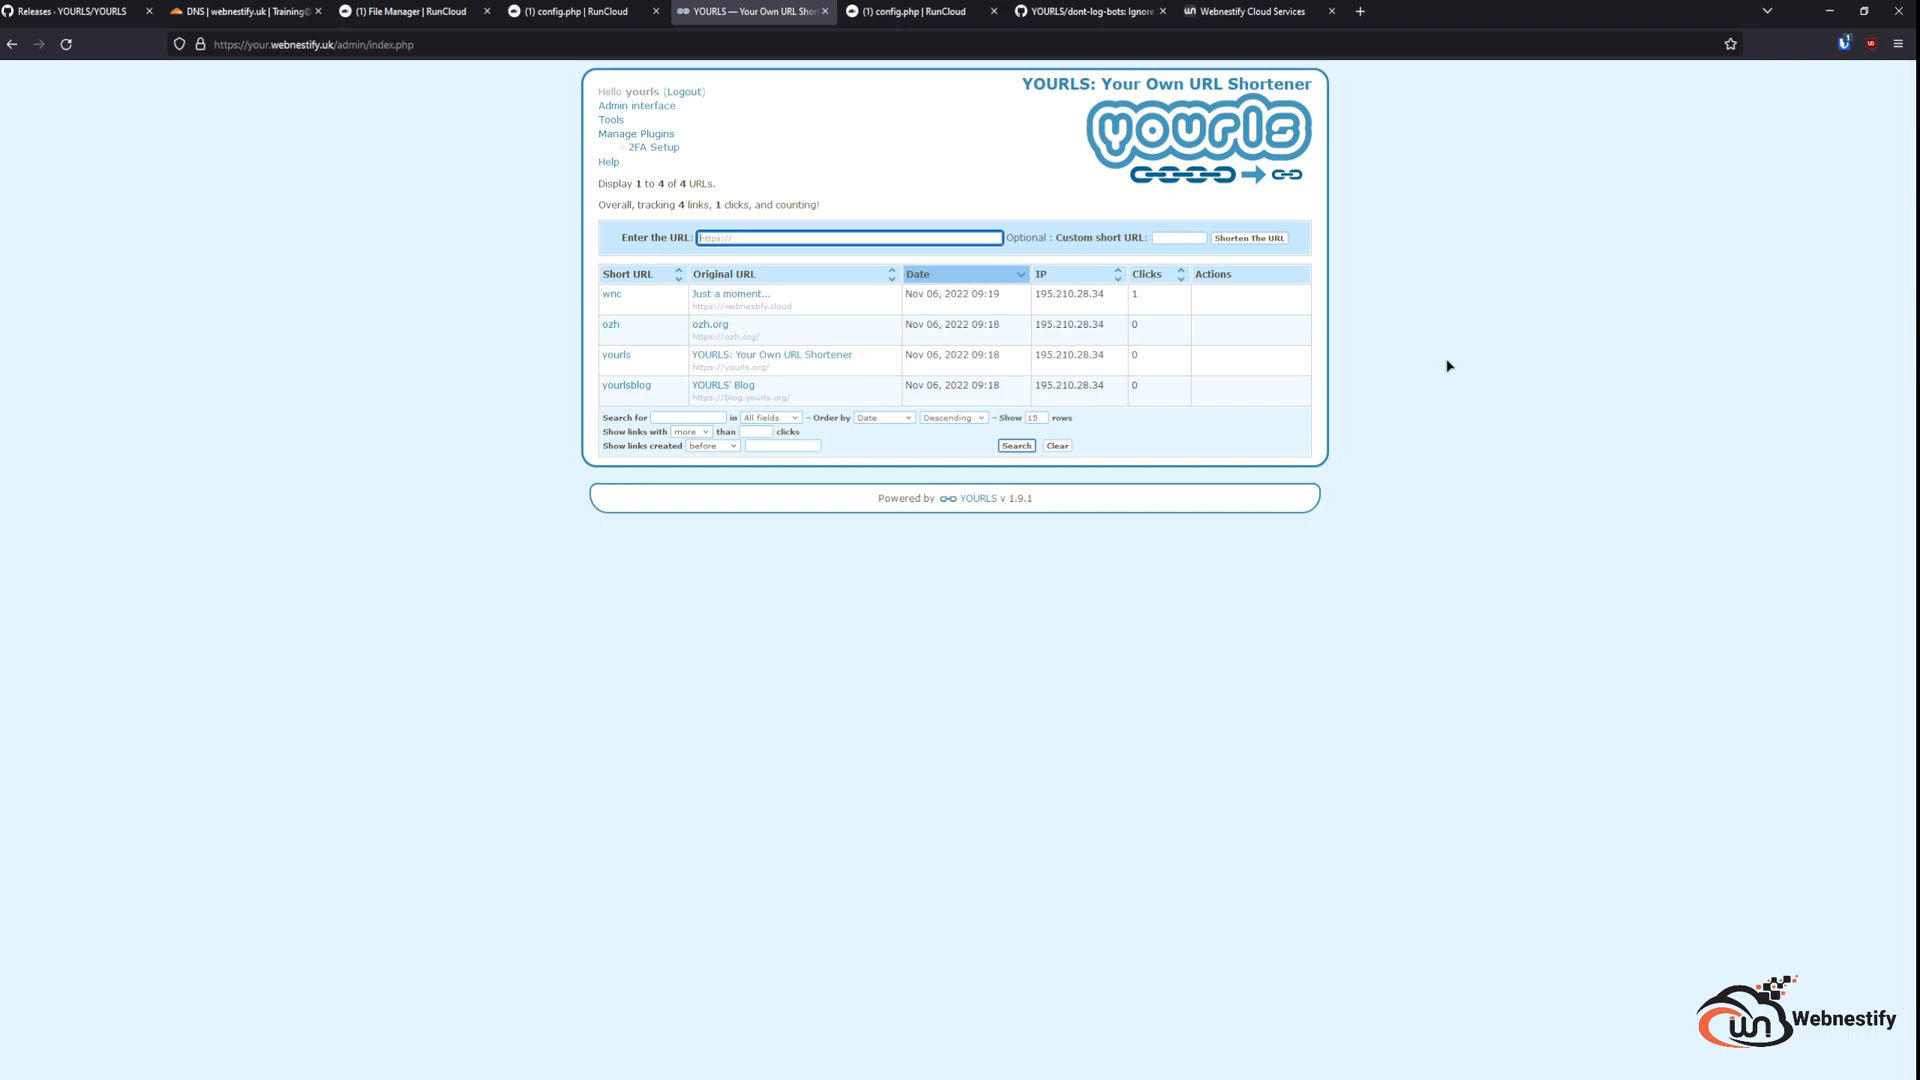 Releases · YOURLS/YOURLS
DNS | webnestify.uk | Training@
(1) File Manager | RunCloud
(1) config.php | RunCloud
YOURLS — Your Own URL Shor
(1) config.php | RunCloud
YOURLS/dont-log-bots: Ignore
Webnestify Cloud Services
https://your.webnestify.uk/admin/index.php
Hello yourls (Logout)
Admin interface
Tools
Manage Plugins
2FA Setup
Help
YOURLS: Your Own URL Shortener
yourls
Display 1 to 4 of 4 URLs.
Overall, tracking 4 links, 1 clicks, and counting!
Enter the URL: https:// Optional : Custom short URL: Shorten The URL
Short URL Original URL Date IP Clicks Actions
wnc Just a moment... Nov 06, 2022 09:19 195.210.28.34 1
https://webnestify.cloud
ozh ozh.org Nov 06, 2022 09:18 195.210.28.34 0
https://ozh.org/
yourls YOURLS: Your Own URL Shortener Nov 06, 2022 09:18 195.210.28.34 0
https://yourls.org/
yourlsblog YOURLS' Blog Nov 06, 2022 09:18 195.210.28.34 0
https://blog.yourls.org/
Search for in All fields – Order by Date Descending – Show 15 rows
Show links with more than clicks
Show links created before Search Clear
Powered by YOURLS v 1.9.1
wn Webnestify